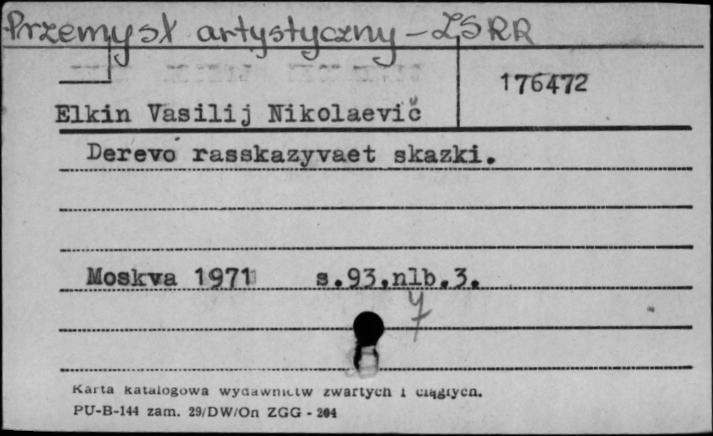 Przemysł artystyczny - ZSRR
176472
Elkin Vasilij Nikolaevič
Derevo rasskazyvaet skazki.
Moskva 1971 s.93,nlb.3.
7
Karta katalogowa wydawnictw zwartych i ciągłych.
PU-B-144 zam. 29/DW/On ZGG - 204